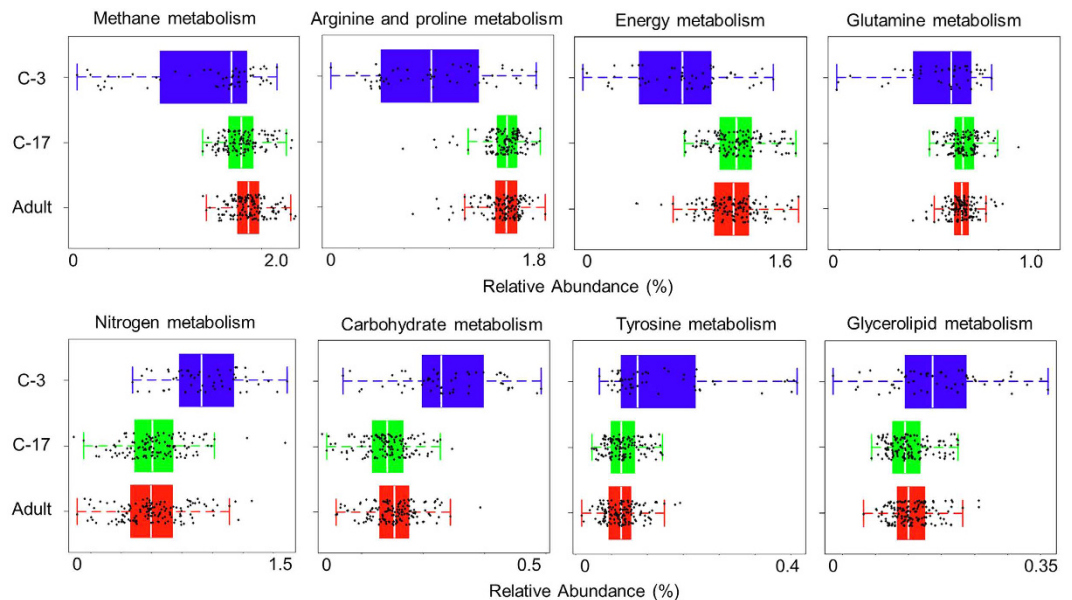 Methane metabolism Arginine and proline metabolism Energy metabolism Glutamine metabolism
C-3
C-17
Adult
0 2.0 0 1.8 0 1.6 0 1.0
Relative Abundance (%)
Nitrogen metabolism Carbohydrate metabolism Tyrosine metabolism Glycerolipid metabolism
C-3
C-17
Adult
0 1.5 0 0.5 0 0.4 0 0.35
Relative Abundance (%)